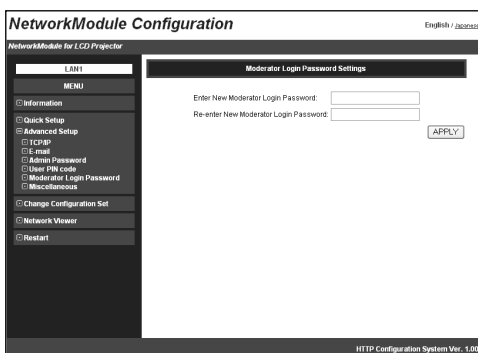 NetworkModule Configuration
English / Japanese
NetworkModule for LCD Projector
LAN1
MENU
Information
Quick Setup
Advanced Setup
TCP/IP
E-mail
Admin Password
User PIN code
Moderator Login Password
Miscellaneous
Change Configuration Set
Network Viewer
Restart
Moderator Login Password Settings
Enter New Moderator Login Password:
Re-enter New Moderator Login Password:
APPLY
HTTP Configuration System Ver. 1.00